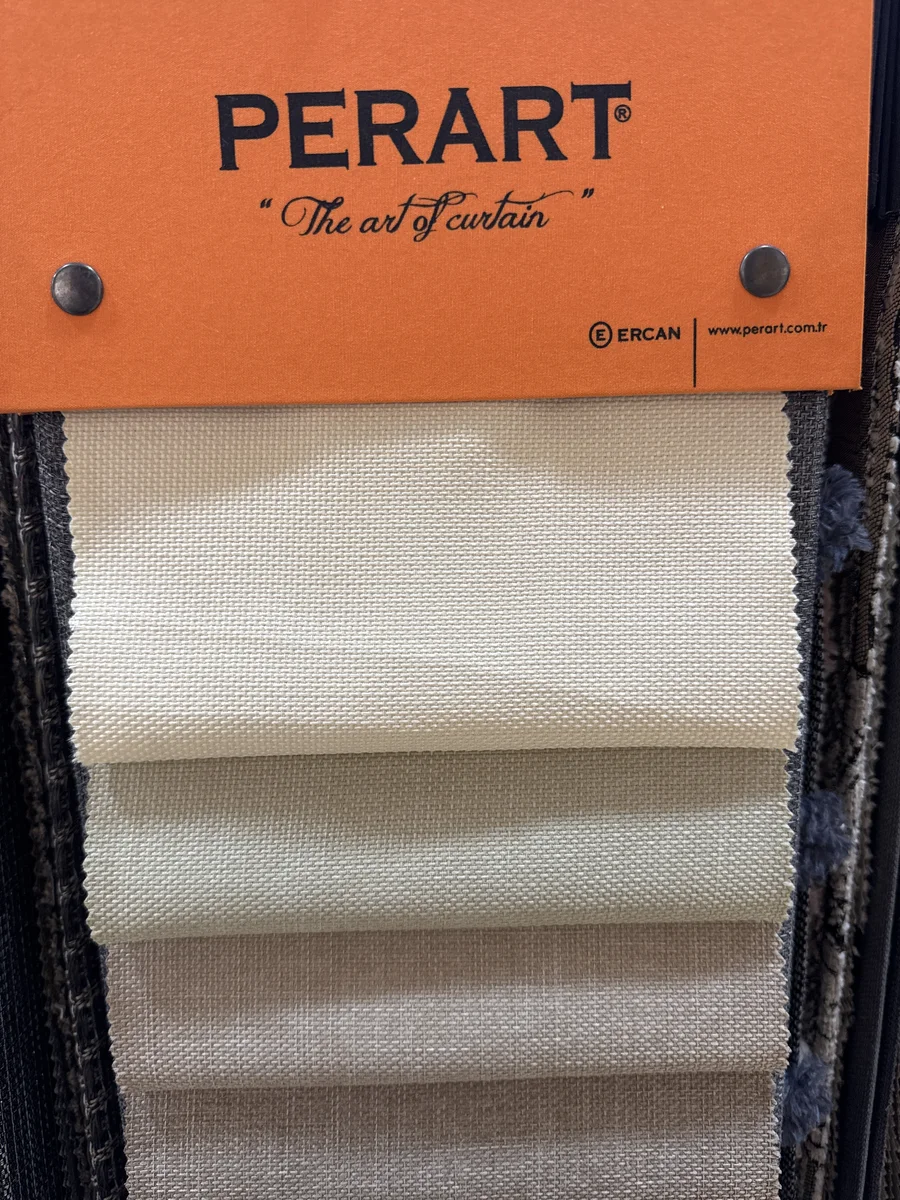 PERART®
“ The art of curtain ”
E ERCAN | www.perart.com.tr